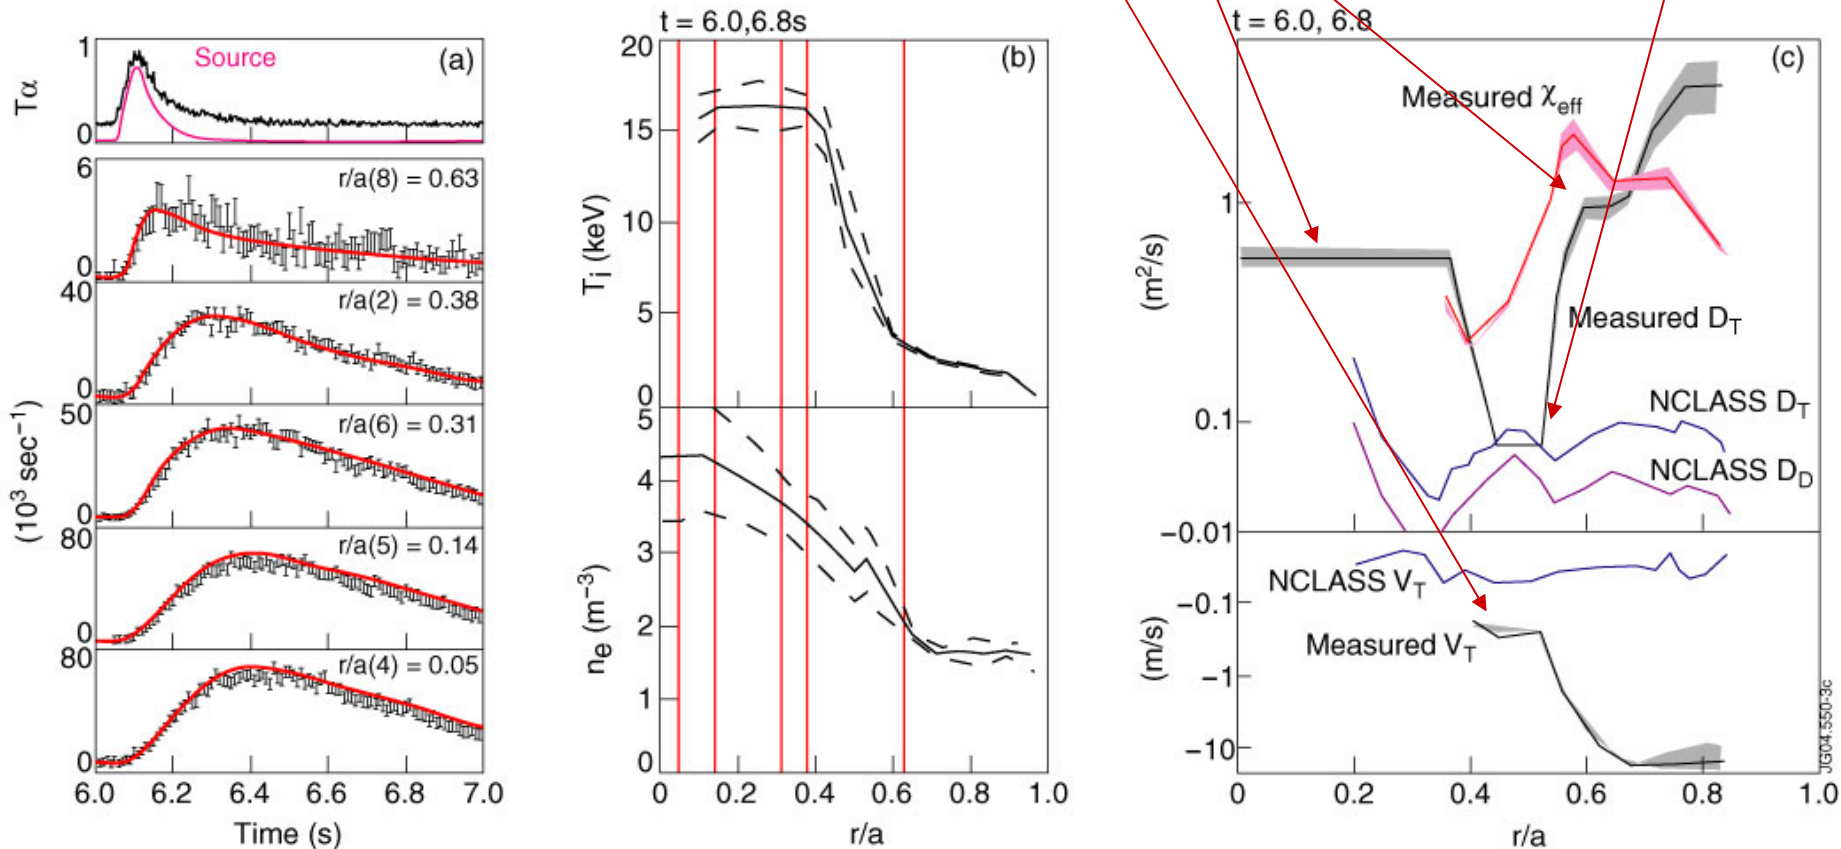 1
Source
(a)
Tα
0
6
r/a(8) = 0.63
0
40
r/a(2) = 0.38
0
50
r/a(6) = 0.31
0
80
r/a(5) = 0.14
0
80
r/a(4) = 0.05
0
(10³ sec⁻¹)
6.0 6.2 6.4 6.6 6.8 7.0
Time (s)
t = 6.0,6.8s
(b)
20
15
10
5
0
Tᵢ (keV)
5
4
3
2
1
0
nₑ (m⁻³)
0 0.2 0.4 0.6 0.8 1.0
r/a
t = 6.0, 6.8
(c)
Measured χeff
1
(m²/s)
Measured D_T
NCLASS D_T
0.1
NCLASS D_D
−0.01
NCLASS V_T
−0.1
Measured V_T
(m/s)
−1
−10
0 0.2 0.4 0.6 0.8 1.0
r/a
JG04.550-3c